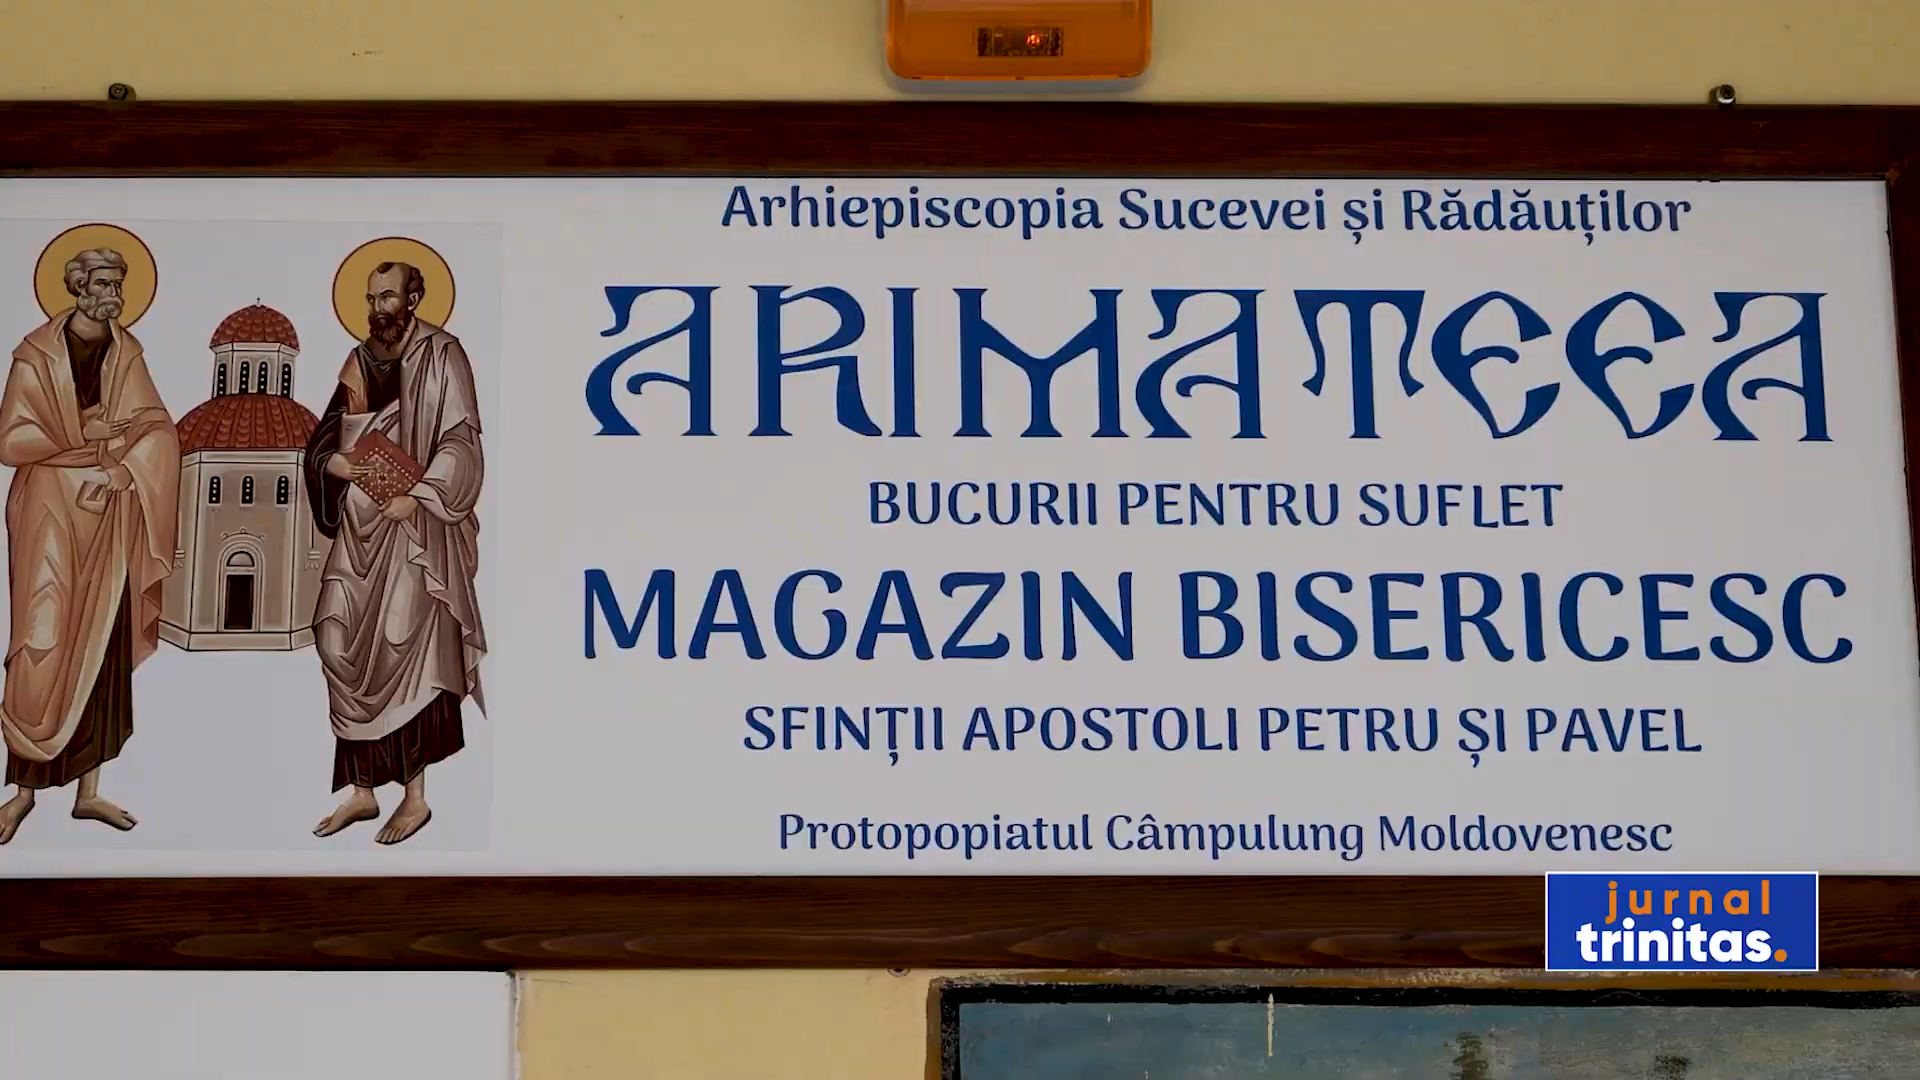 Arhiepiscopia Sucevei și Rădăuților
ARIMATEEA
BUCURII PENTRU SUFLET
MAGAZIN BISERICESC
SFINȚII APOSTOLI PETRU ȘI PAVEL
Protopopiatul Câmpulung Moldovenesc
jurnal
trinitas.